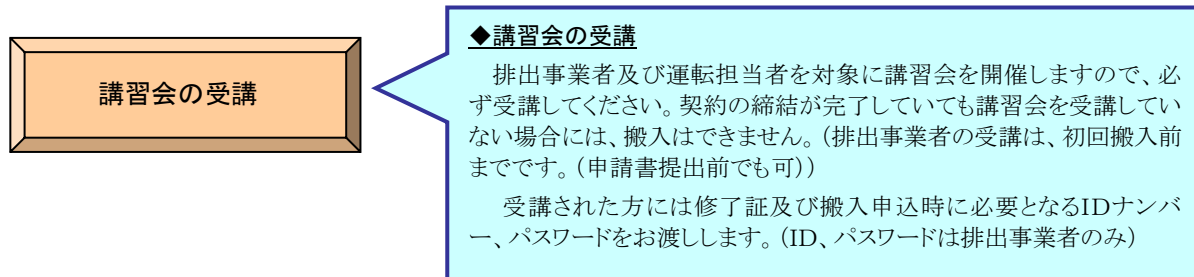 講習会の受講
◆講習会の受講
排出事業者及び運転担当者を対象に講習会を開催しますので、必
ず受講してください。契約の締結が完了していても講習会を受講してい
ない場合には、搬入はできません。（排出事業者の受講は、初回搬入前
までです。（申請書提出前でも可））
受講された方には修了証及び搬入申込時に必要となるIDナンバ
ー、パスワードをお渡しします。（ID、パスワードは排出事業者のみ）